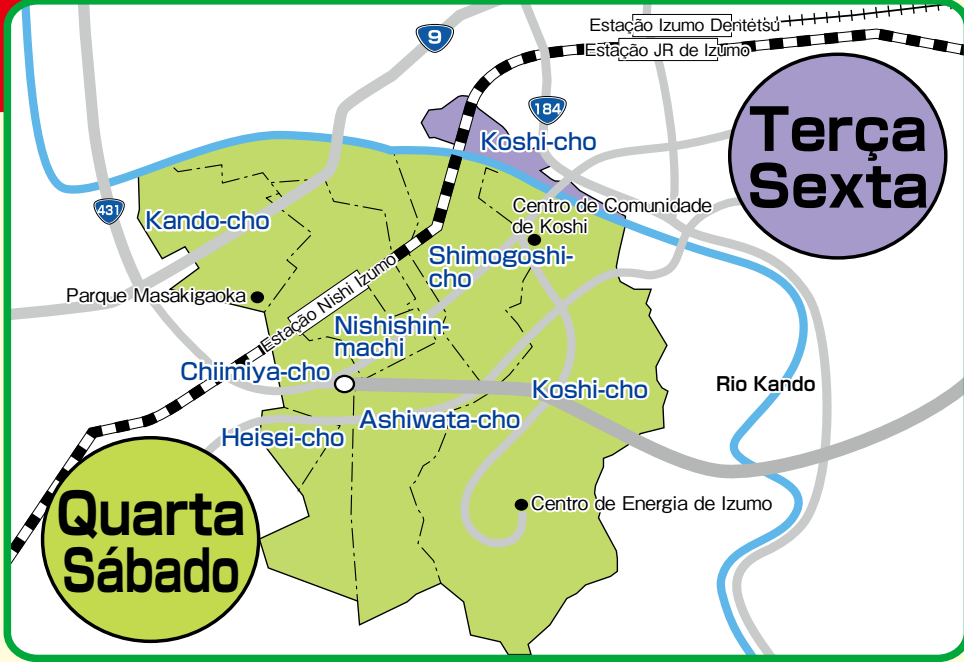 Estação Izumo Dentetsu
Estação JR de Izumo
9
184
Koshi-cho
Terça
Sexta
431
Kando-cho
Centro de Comunidade
de Koshi
Shimogoshi-
cho
Parque Masakigaoka
Estação Nishi Izumo
Nishishin-
machi
Chiimiya-cho
Koshi-cho
Rio Kando
Ashiwata-cho
Heisei-cho
Quarta
Sábado
Centro de Energia de Izumo